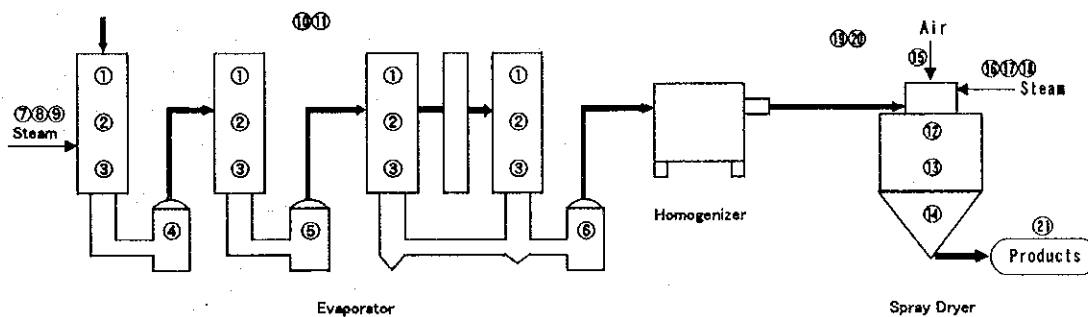 ⑩⑪
⑲⑳
Air
⑮
⑯⑰⑱
Steam
⑦⑧⑨
Steam
① ① ① ①
② ② ② ②
③ ③ ③ ③
④ ⑤ ⑥
⑫
⑬
⑭
Homogenizer
㉑
Products
Evaporator
Spray Dryer